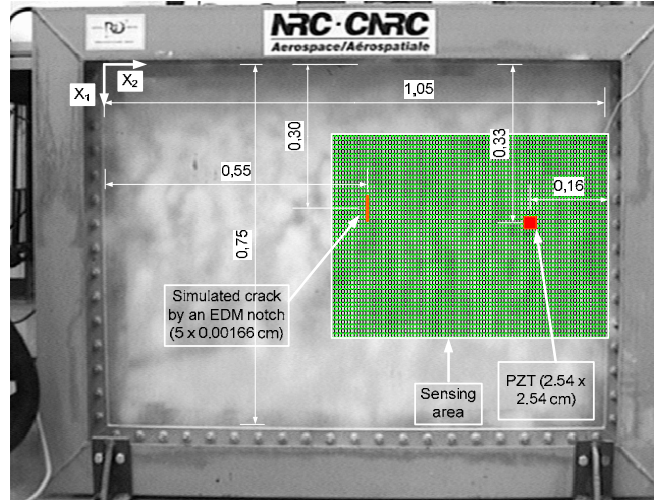 NRC·CNRC
Aerospace/Aérospatiale
X2
X1
1,05
0,30
0,33
0,55
0,16
0,75
Simulated crack
by an EDM notch
(5 x 0.00166 cm)
Sensing
area
PZT (2.54 x
2.54 cm)